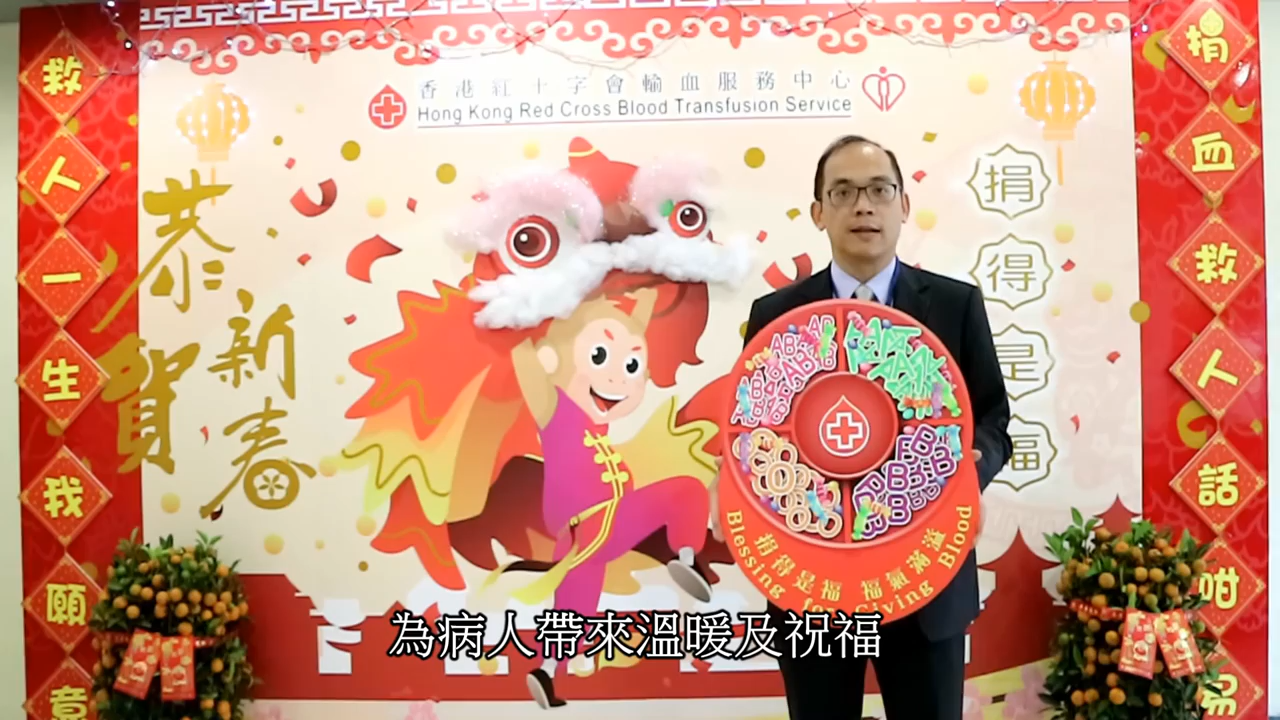 香港紅十字會輸血服務中心
Hong Kong Red Cross Blood Transfusion Service
救人一生我願意
捐血救人話咁易
恭賀
新春
捐得是福
捐得是福 福氣滿溢
Blessing for Giving Blood
為病人帶來溫暖及祝福